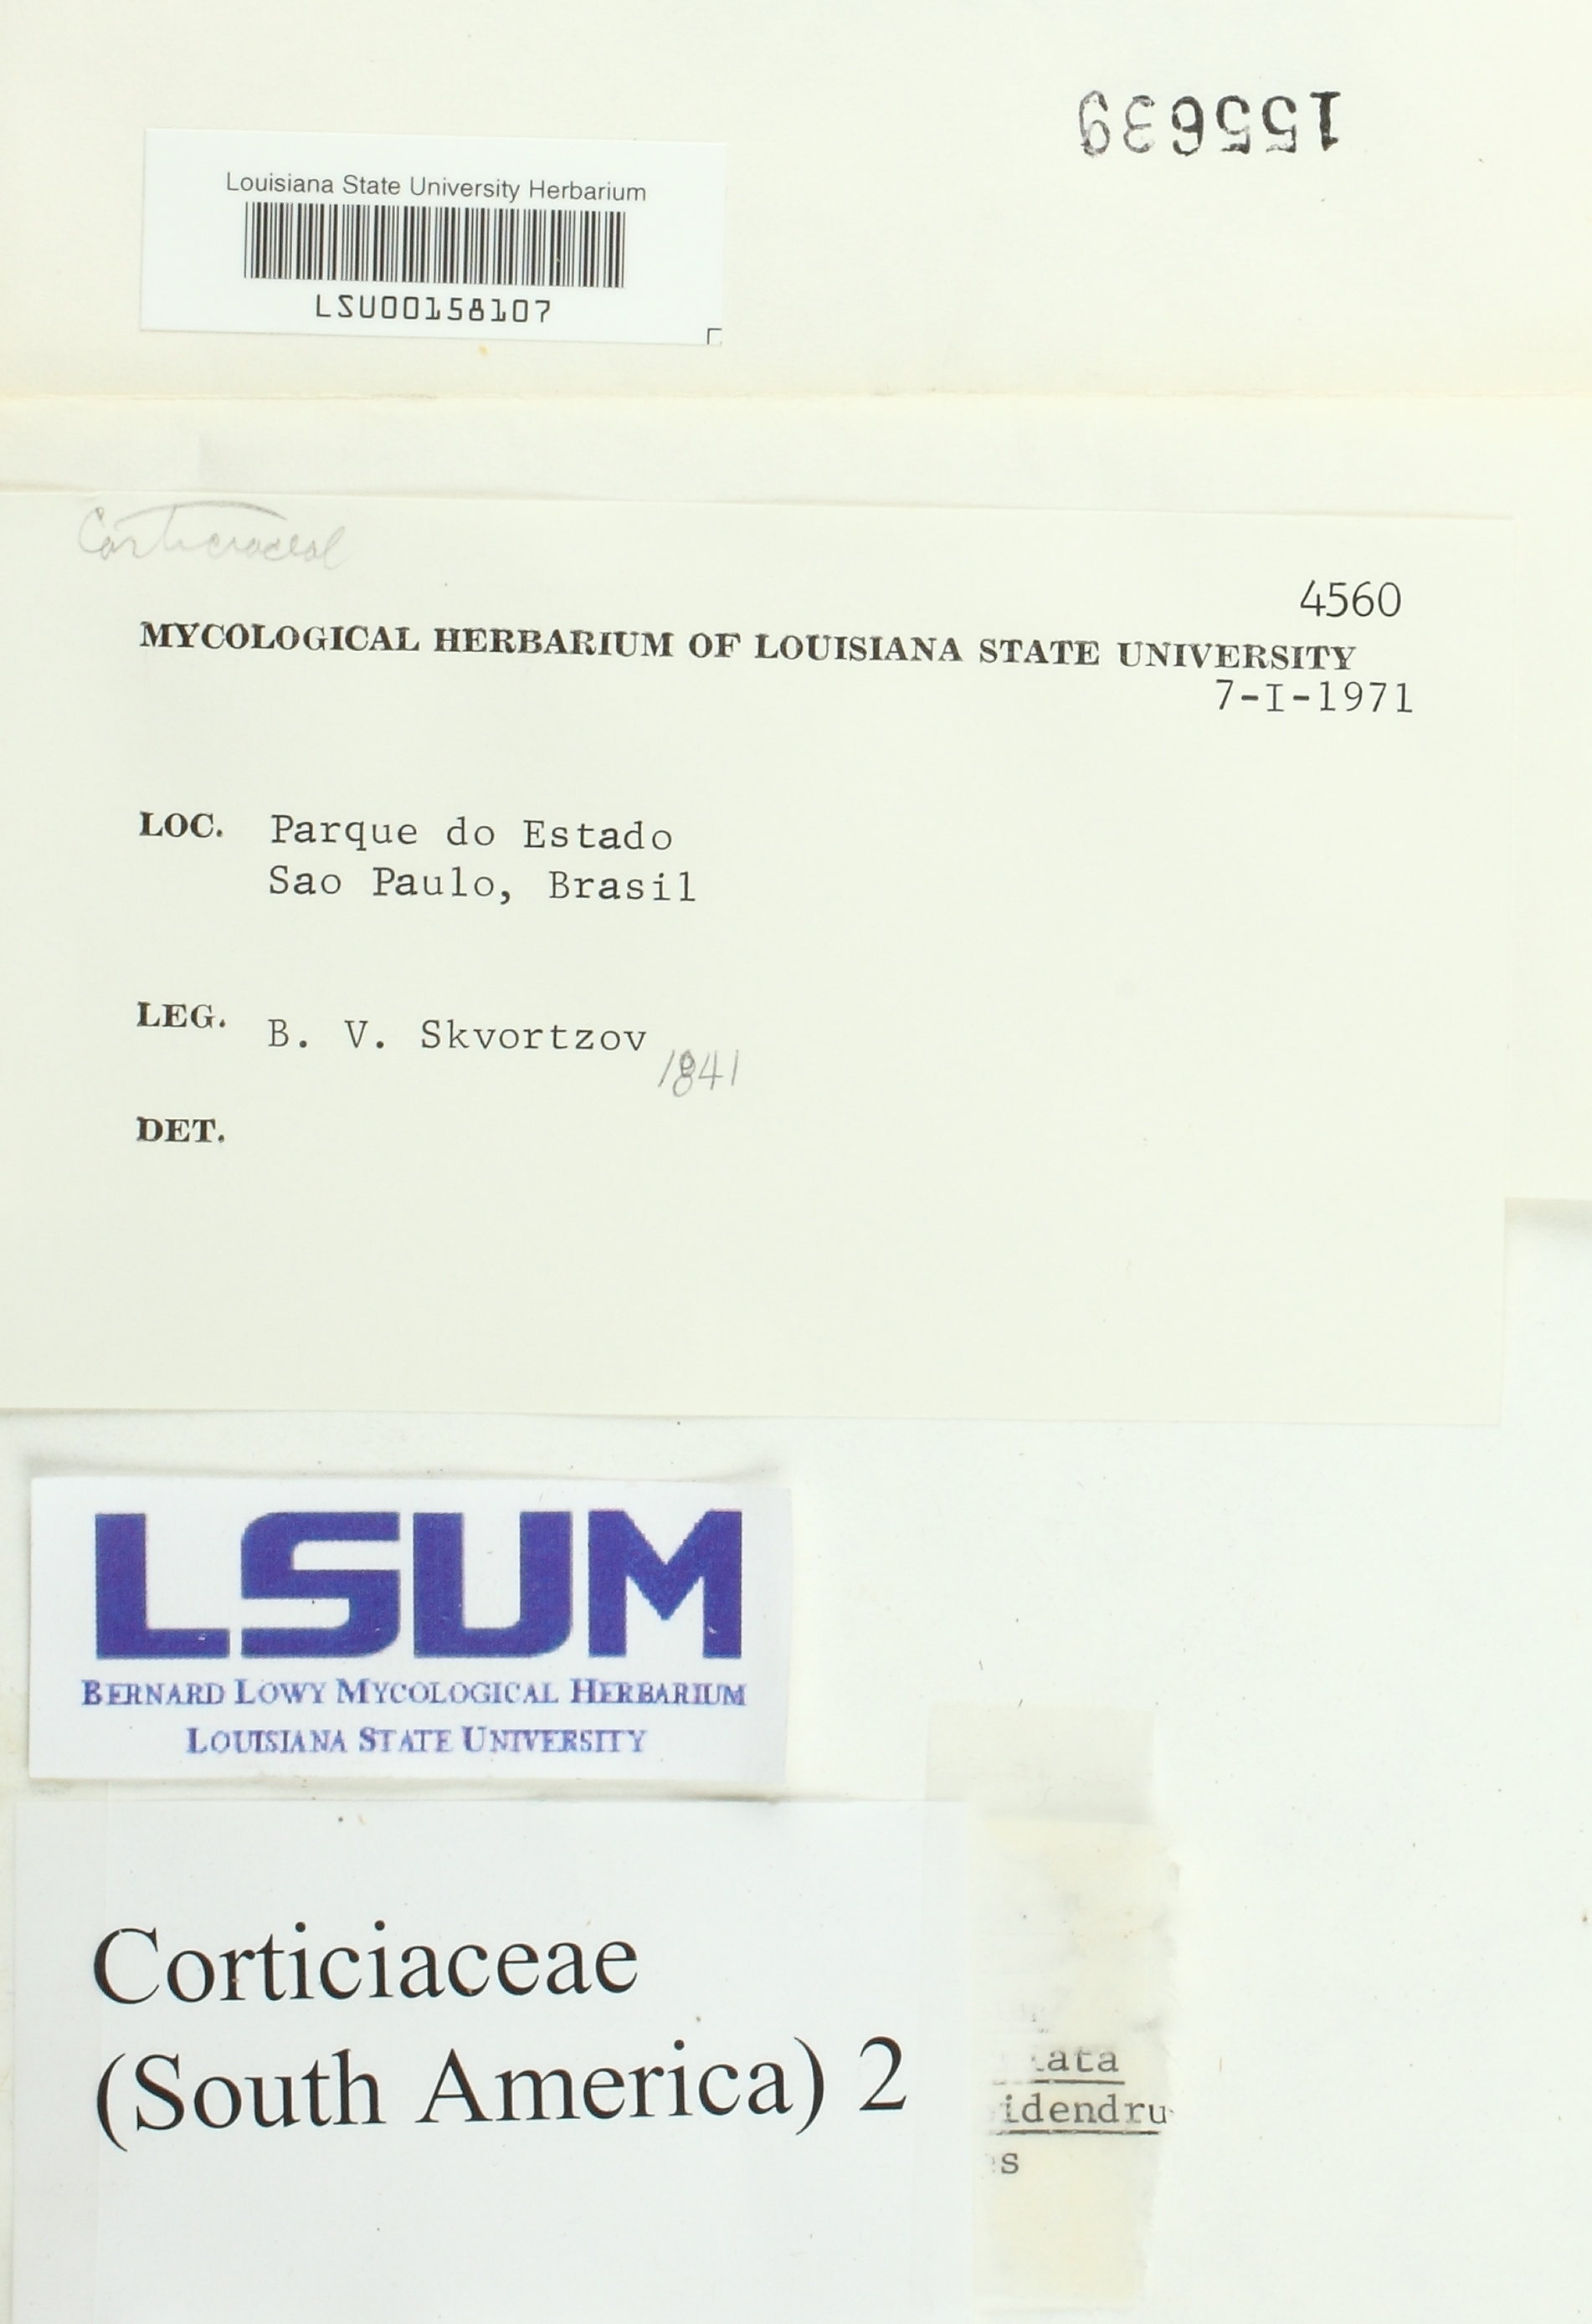 155639
Louisiana State University Herbarium
LSU00158107
Corticiaceae
4560
MYCOLOGICAL HERBARIUM OF LOUISIANA STATE UNIVERSITY
7-I-1971
LOC. Parque do Estado
Sao Paulo, Brasil
LEG. B. V. Skvortzov
1841
DET.
LSUM
BERNARD LOWY MYCOLOGICAL HERBARIUM
LOUISIANA STATE UNIVERSITY
Corticiaceae
(South America) 2
ata
idendru
s